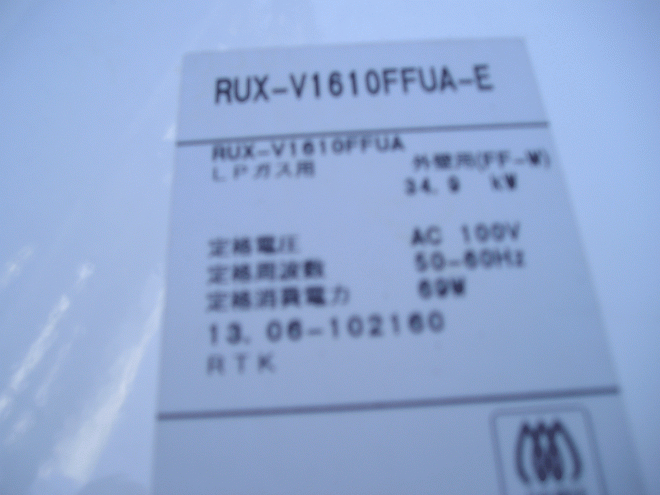 RUX-V1610FFUA-E
RUX-V1610FFUA
LPガス用 外壁用(FF-W)
34.9 kW
定格電圧 AC 100V
定格周波数 50-60Hz
定格消費電力 69W
13.06-102160
RTK